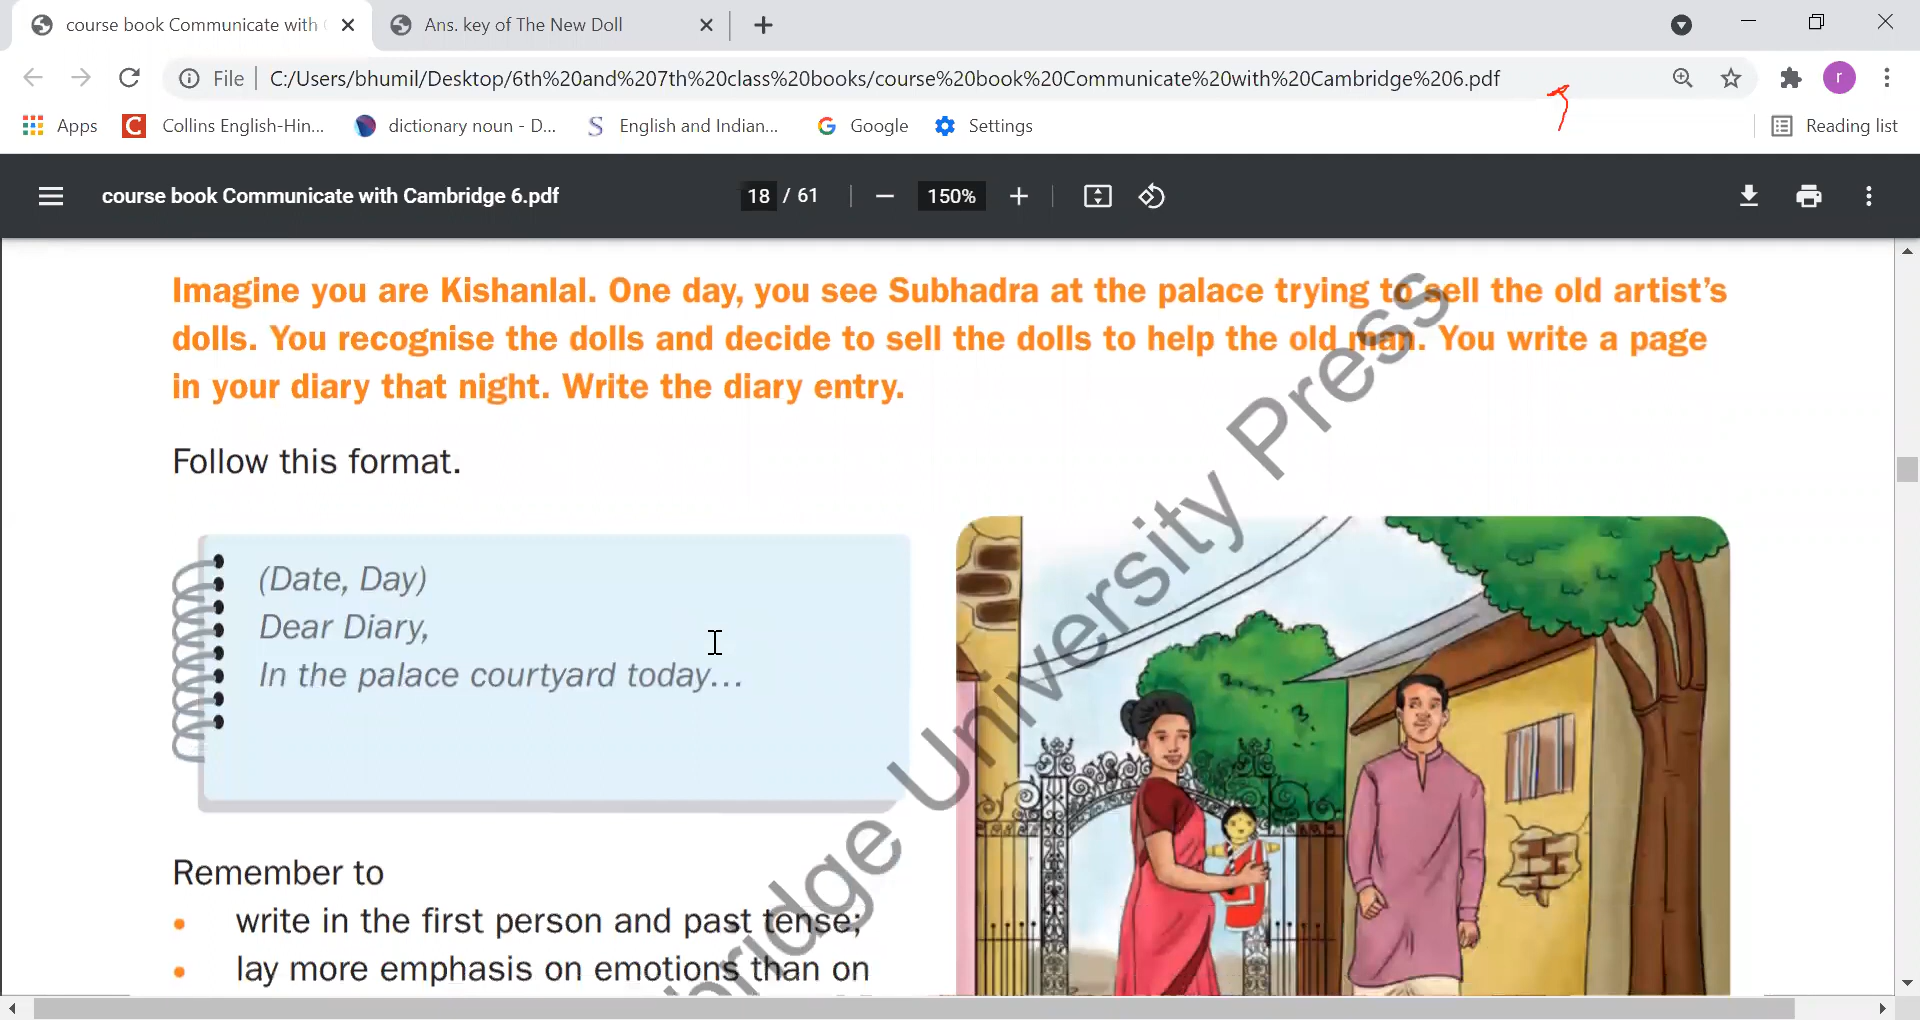 course book Communicate with
Ans. key of The New Doll
File
C:/Users/bhumil/Desktop/6th%20and%207th%20class%20books/course%20book%20Communicate%20with%20Cambridge%206.pdf
r
Apps
Collins English-Hin...
dictionary noun - D...
English and Indian...
Google
Settings
Reading list
course book Communicate with Cambridge 6.pdf
18 / 61
150%
Imagine you are Kishanlal. One day, you see Subhadra at the palace trying to sell the old artist's
dolls. You recognise the dolls and decide to sell the dolls to help the old man. You write a page
in your diary that night. Write the diary entry.
Follow this format.
(Date, Day)
Dear Diary,
In the palace courtyard today...
Remember to
• write in the first person and past tense;
• lay more emphasis on emotions than on
bridge University Press